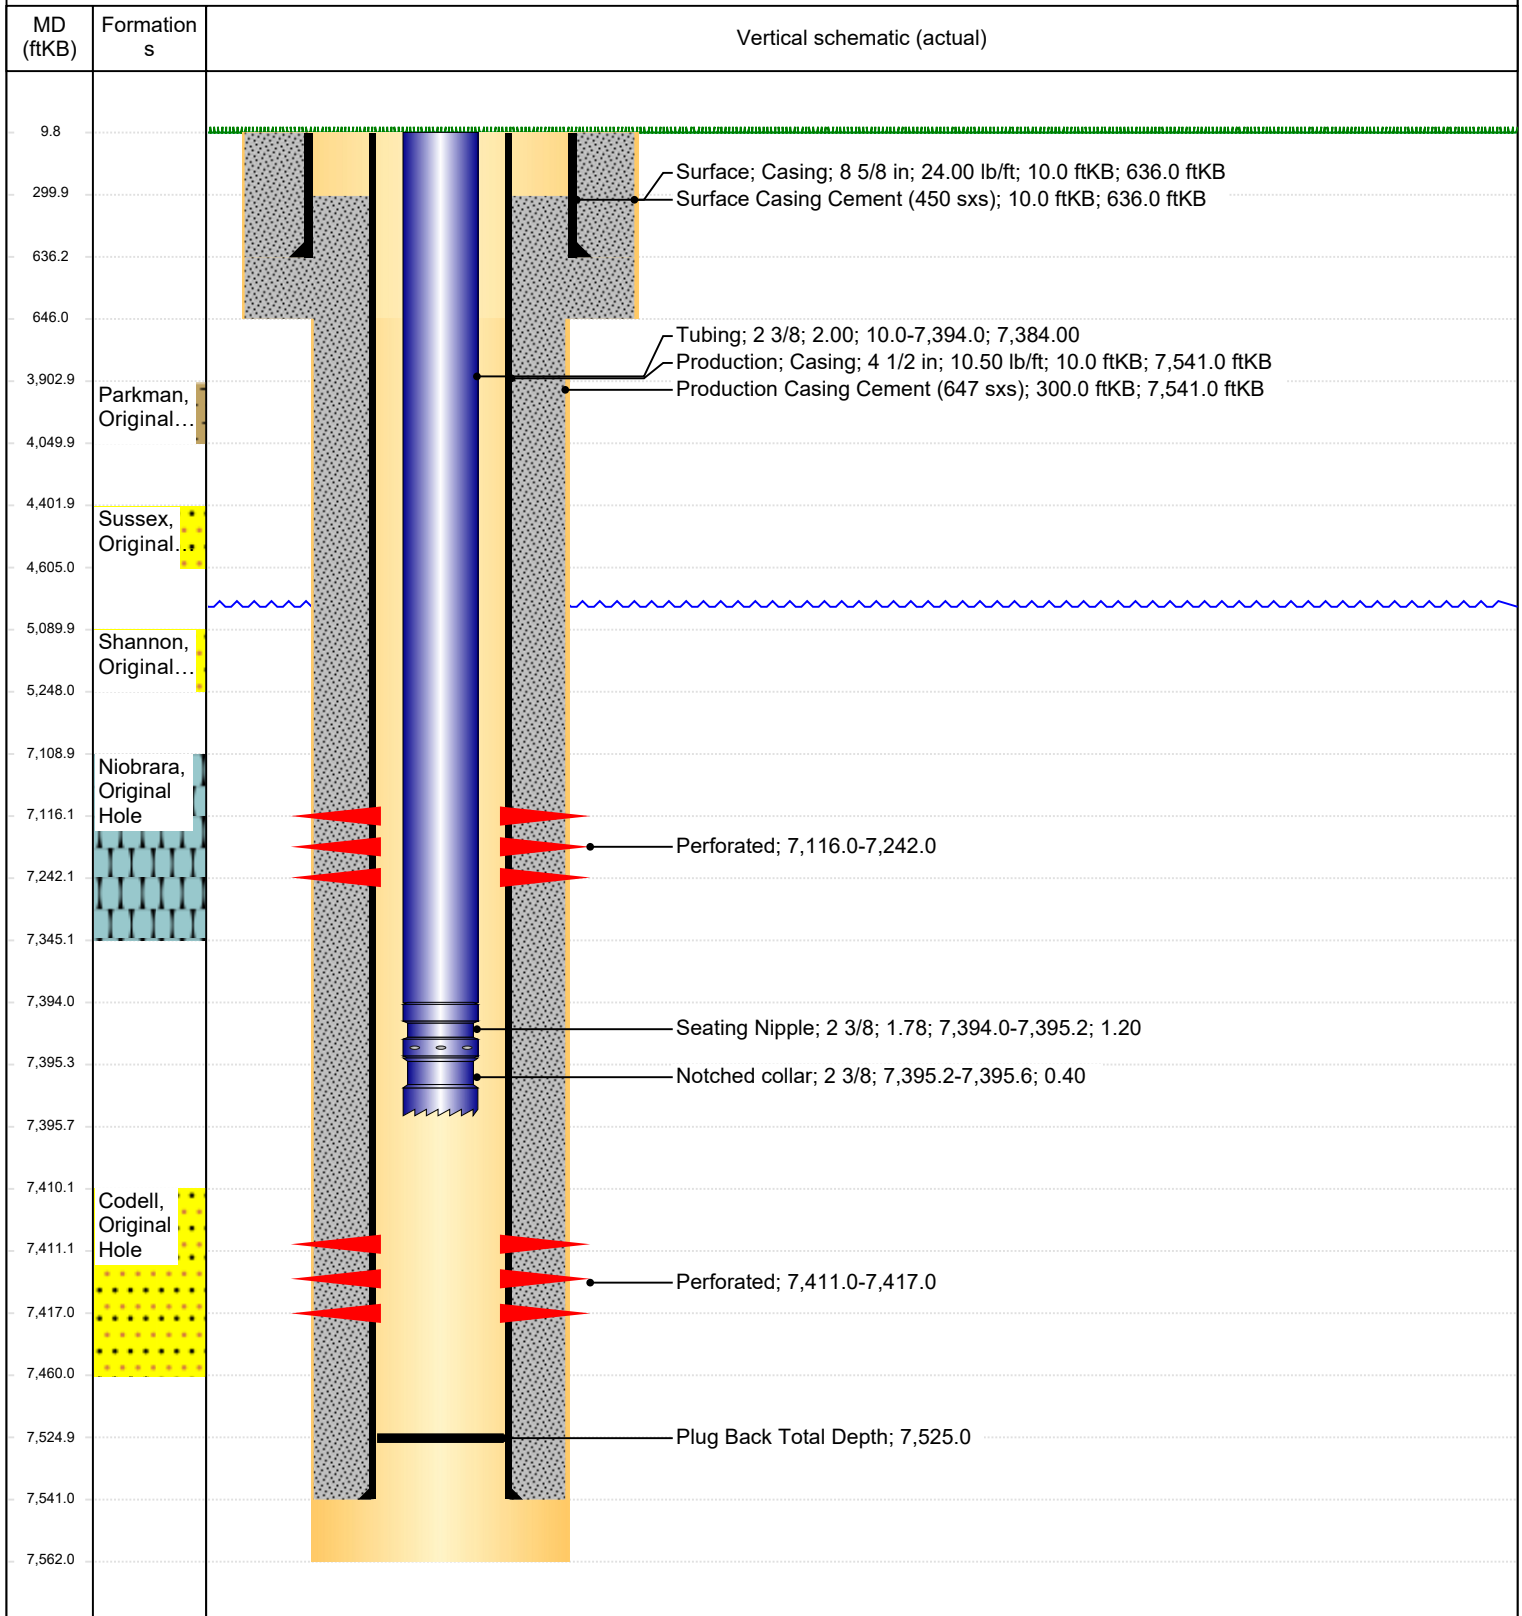 MD
(ftKB)
Formation
s
Vertical schematic (actual)
9.8
Surface; Casing; 8 5/8 in; 24.00 lb/ft; 10.0 ftKB; 636.0 ftKB
299.9
Surface Casing Cement (450 sxs); 10.0 ftKB; 636.0 ftKB
636.2
646.0
Tubing; 2 3/8; 2.00; 10.0-7,394.0; 7,384.00
Production; Casing; 4 1/2 in; 10.50 lb/ft; 10.0 ftKB; 7,541.0 ftKB
3,902.9
Production Casing Cement (647 sxs); 300.0 ftKB; 7,541.0 ftKB
Parkman,
Original…
4,049.9
4,401.9
Sussex,
Original…
4,605.0
5,089.9
Shannon,
Original…
5,248.0
7,108.9
Niobrara,
Original
Hole
7,116.1
Perforated; 7,116.0-7,242.0
7,242.1
7,345.1
7,394.0
Seating Nipple; 2 3/8; 1.78; 7,394.0-7,395.2; 1.20
7,395.3
Notched collar; 2 3/8; 7,395.2-7,395.6; 0.40
7,395.7
7,410.1
Codell,
Original
Hole
7,411.1
Perforated; 7,411.0-7,417.0
7,417.0
7,460.0
7,524.9
Plug Back Total Depth; 7,525.0
7,541.0
7,562.0